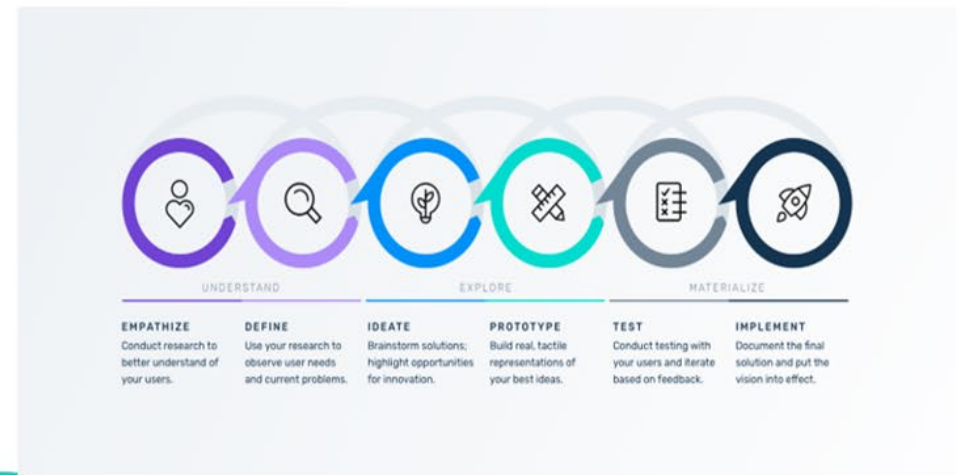 UNDERSTAND
EXPLORE
MATERIALIZE
EMPATHIZE
Conduct research to
better understand of
your users.
DEFINE
Use your research to
observe user needs
and current problems.
IDEATE
Brainstorm solutions;
highlight opportunities
for innovation.
PROTOTYPE
Build real, tactile
representations of
your best ideas.
TEST
Conduct testing with
your users and iterate
based on feedback.
IMPLEMENT
Document the final
solution and put the
vision into effect.